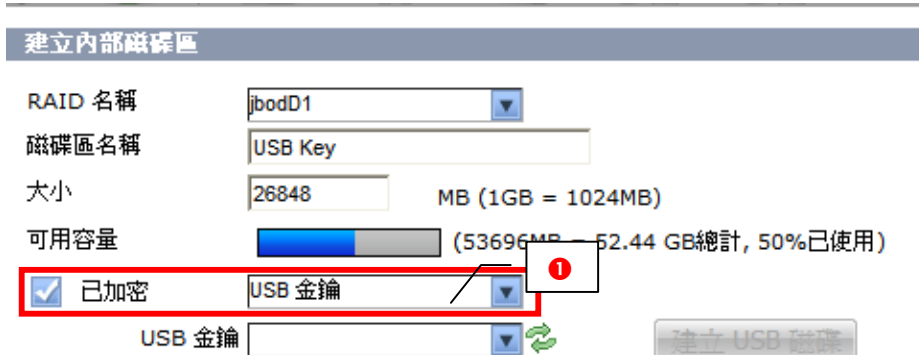 建立內部磁碟區
RAID 名稱 jbodD1
磁碟區名稱 USB Key
大小 26848 MB (1GB = 1024MB)
可用容量 (53696MB = 52.44 GB總計, 50%已使用)
❶
已加密 USB 金鑰
USB 金鑰 建立 USB 磁碟